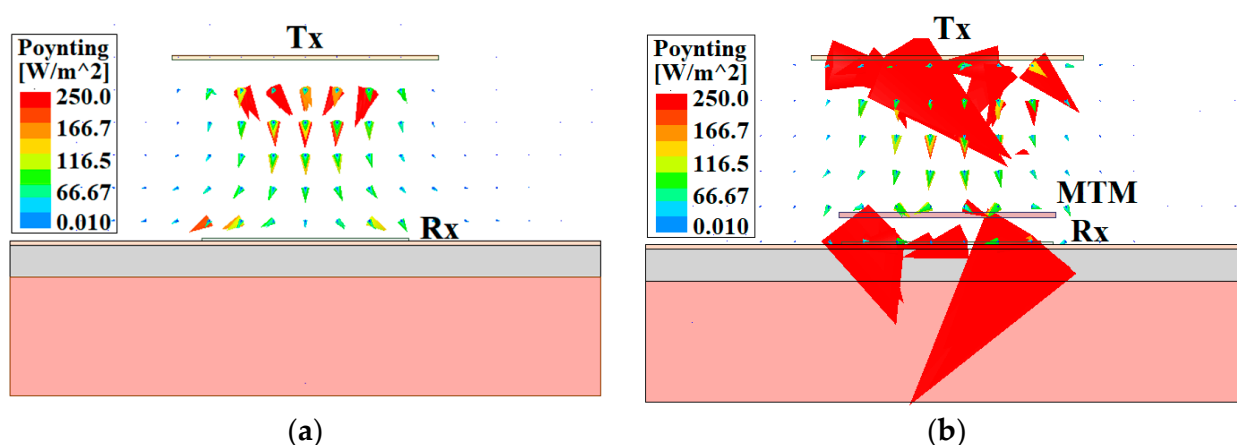 Tx
Poynting
[W/m^2]
250.0
166.7
116.5
66.67
0.010
Rx
(a)
Tx
Poynting
[W/m^2]
250.0
166.7
116.5
66.67
0.010
MTM
Rx
(b)